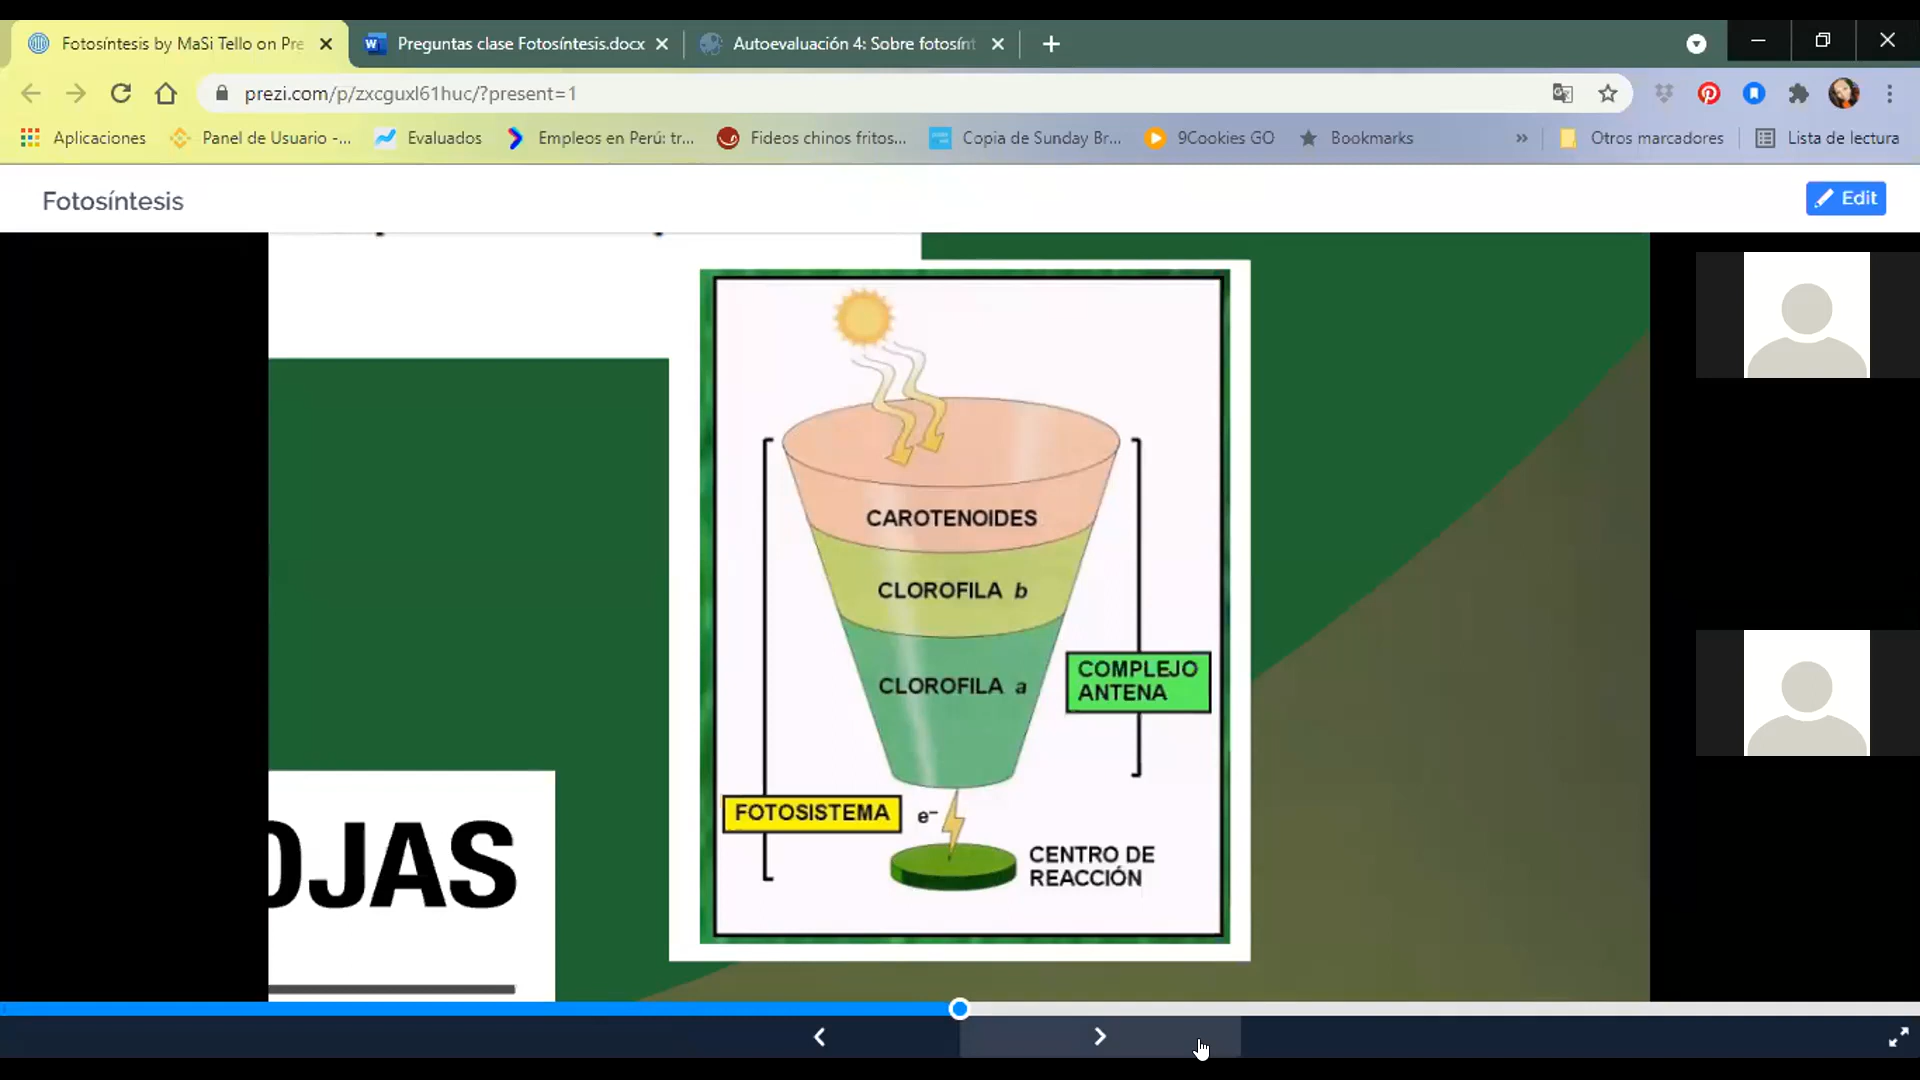 Fotosíntesis by MaSi Tello on Pre
Preguntas clase Fotosíntesis.docx
Autoevaluación 4: Sobre fotosínt
prezi.com/p/zxcguxl61huc/?present=1
Aplicaciones
Panel de Usuario -...
Evaluados
Empleos en Perú: tr...
Fideos chinos fritos...
Copia de Sunday Br...
9Cookies GO
Bookmarks
»
Otros marcadores
Lista de lectura
Fotosíntesis
Edit
CAROTENOIDES
CLOROFILA b
CLOROFILA a
COMPLEJO
ANTENA
FOTOSISTEMA
e⁻
CENTRO DE
REACCIÓN
OJAS